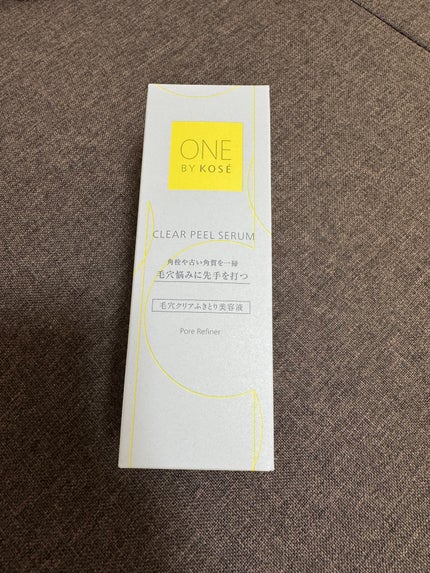 ONE
BY KOSÉ
CLEAR PEEL SERUM
角栓や古い角質を一掃
毛穴悩みに先手を打つ
毛穴クリアふきとり美容液
Pore Refiner